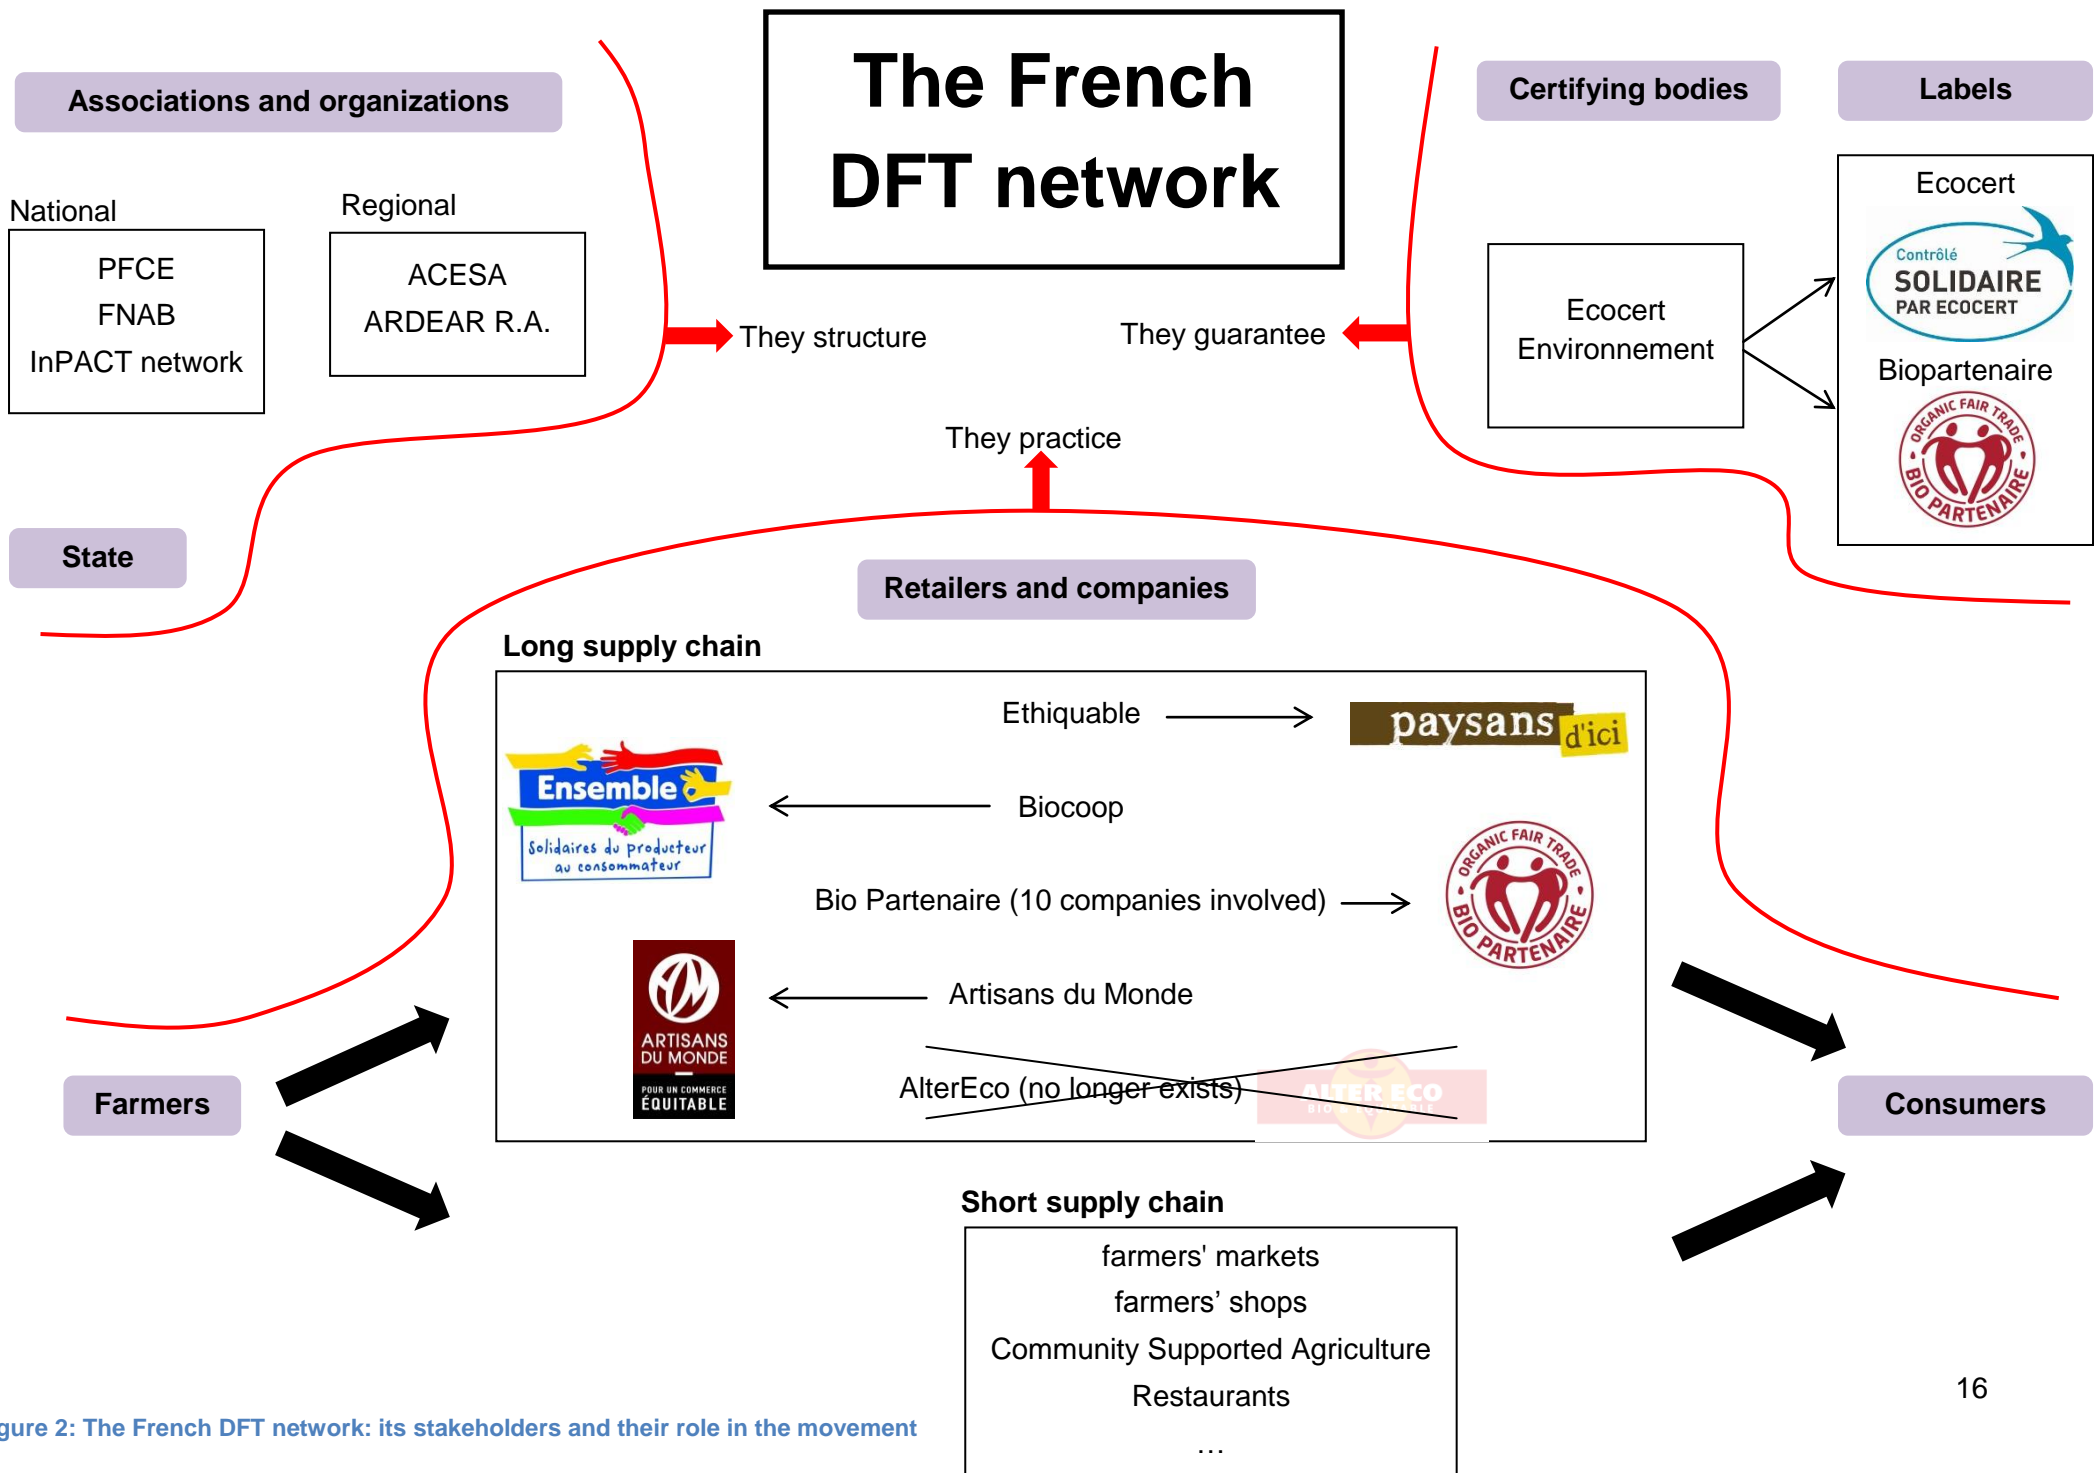 The French
DFT network
Associations and organizations
National
PFCE
FNAB
InPACT network
Regional
ACESA
ARDEAR R.A.
State
They structure
They guarantee
They practice
Certifying bodies
Ecocert
Environnement
Labels
Ecocert
Contrôlé
SOLIDAIRE
PAR ECOCERT
Biopartenaire
ORGANIC FAIR TRADE
BIO PARTENAIRE
Retailers and companies
Long supply chain
Ethiquable
paysans
d'ici
Ensemble
Solidaires du producteur
au consommateur
Biocoop
Bio Partenaire (10 companies involved)
ORGANIC FAIR TRADE
BIO PARTENAIRE
ARTISANS
DU MONDE
POUR UN COMMERCE
ÉQUITABLE
Artisans du Monde
AlterEco (no longer exists)
ALTER ECO
Farmers
Consumers
Short supply chain
farmers' markets
farmers’ shops
Community Supported Agriculture
Restaurants
…
16
gure 2: The French DFT network: its stakeholders and their role in the movement